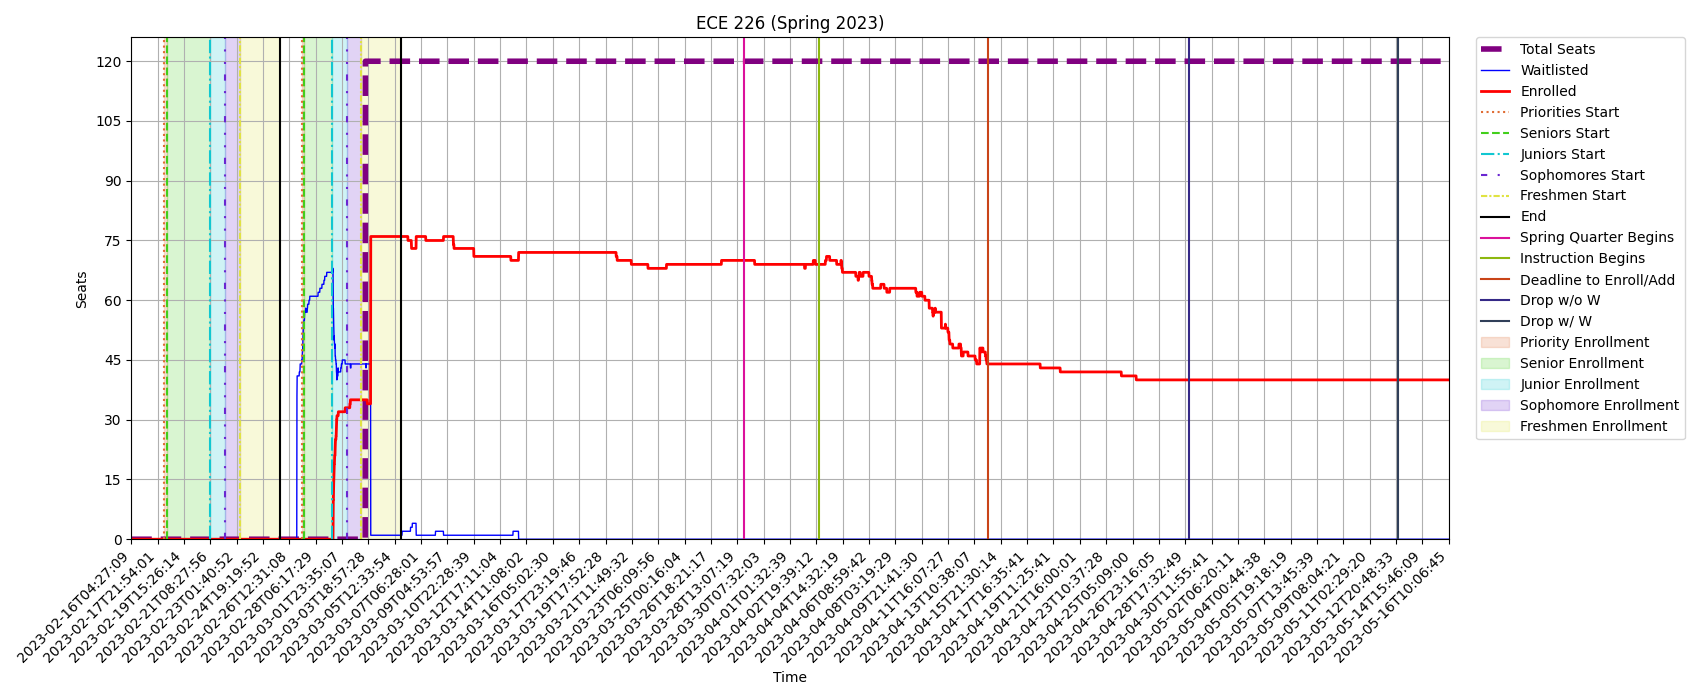 ECE 226 (Spring 2023)
Seats
120
105
90
75
60
45
30
15
0
2023-02-16T04:27:09
2023-02-17T21:54:01
2023-02-19T15:26:14
2023-02-21T08:27:56
2023-02-23T01:40:52
2023-02-24T19:19:52
2023-02-26T12:31:08
2023-02-28T06:17:29
2023-03-01T23:35:07
2023-03-03T18:57:28
2023-03-05T12:33:54
2023-03-07T06:28:01
2023-03-09T04:53:57
2023-03-10T22:28:39
2023-03-12T17:11:04
2023-03-14T11:08:02
2023-03-16T05:02:30
2023-03-17T23:19:46
2023-03-19T17:52:28
2023-03-21T11:49:32
2023-03-23T06:09:56
2023-03-25T00:16:04
2023-03-26T18:21:17
2023-03-28T13:07:19
2023-03-30T07:32:03
2023-04-01T01:32:39
2023-04-02T19:39:12
2023-04-04T14:32:19
2023-04-06T08:59:42
2023-04-08T03:19:29
2023-04-09T21:41:30
2023-04-11T16:07:27
2023-04-13T10:38:07
2023-04-15T21:30:14
2023-04-17T16:35:41
2023-04-19T11:25:41
2023-04-21T16:00:01
2023-04-23T10:37:28
2023-04-25T05:09:00
2023-04-26T23:16:05
2023-04-28T17:32:49
2023-04-30T11:55:41
2023-05-02T06:20:11
2023-05-04T00:44:38
2023-05-05T19:18:19
2023-05-07T13:45:39
2023-05-09T08:04:21
2023-05-11T02:29:20
2023-05-12T20:48:33
2023-05-14T15:46:09
2023-05-16T10:06:45
Time
Total Seats
Waitlisted
Enrolled
Priorities Start
Seniors Start
Juniors Start
Sophomores Start
Freshmen Start
End
Spring Quarter Begins
Instruction Begins
Deadline to Enroll/Add
Drop w/o W
Drop w/ W
Priority Enrollment
Senior Enrollment
Junior Enrollment
Sophomore Enrollment
Freshmen Enrollment